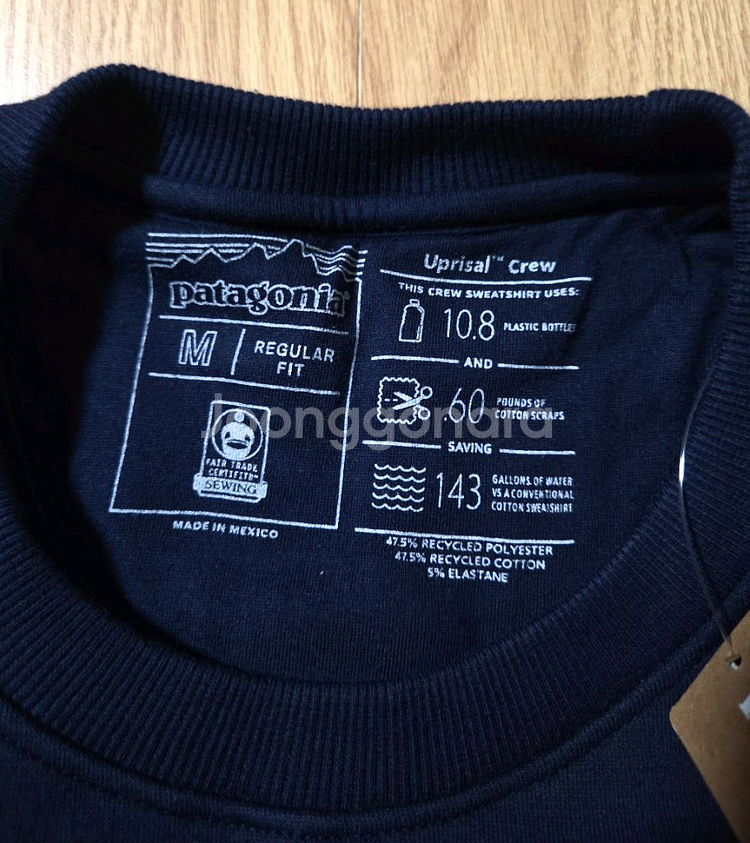 patagonia®
M
REGULAR
FIT
FAIR TRADE
CERTIFIED™
SEWING
MADE IN MEXICO
Uprisal™ Crew
THIS CREW SWEATSHIRT USES:
10.8 PLASTIC BOTTLES
AND
.60 POUNDS OF
COTTON SCRAPS
SAVING
143 GALLONS OF WATER
VS A CONVENTIONAL
COTTON SWEATSHIRT
47.5% RECYCLED POLYESTER
47.5% RECYCLED COTTON
5% ELASTANE
Joonggonara